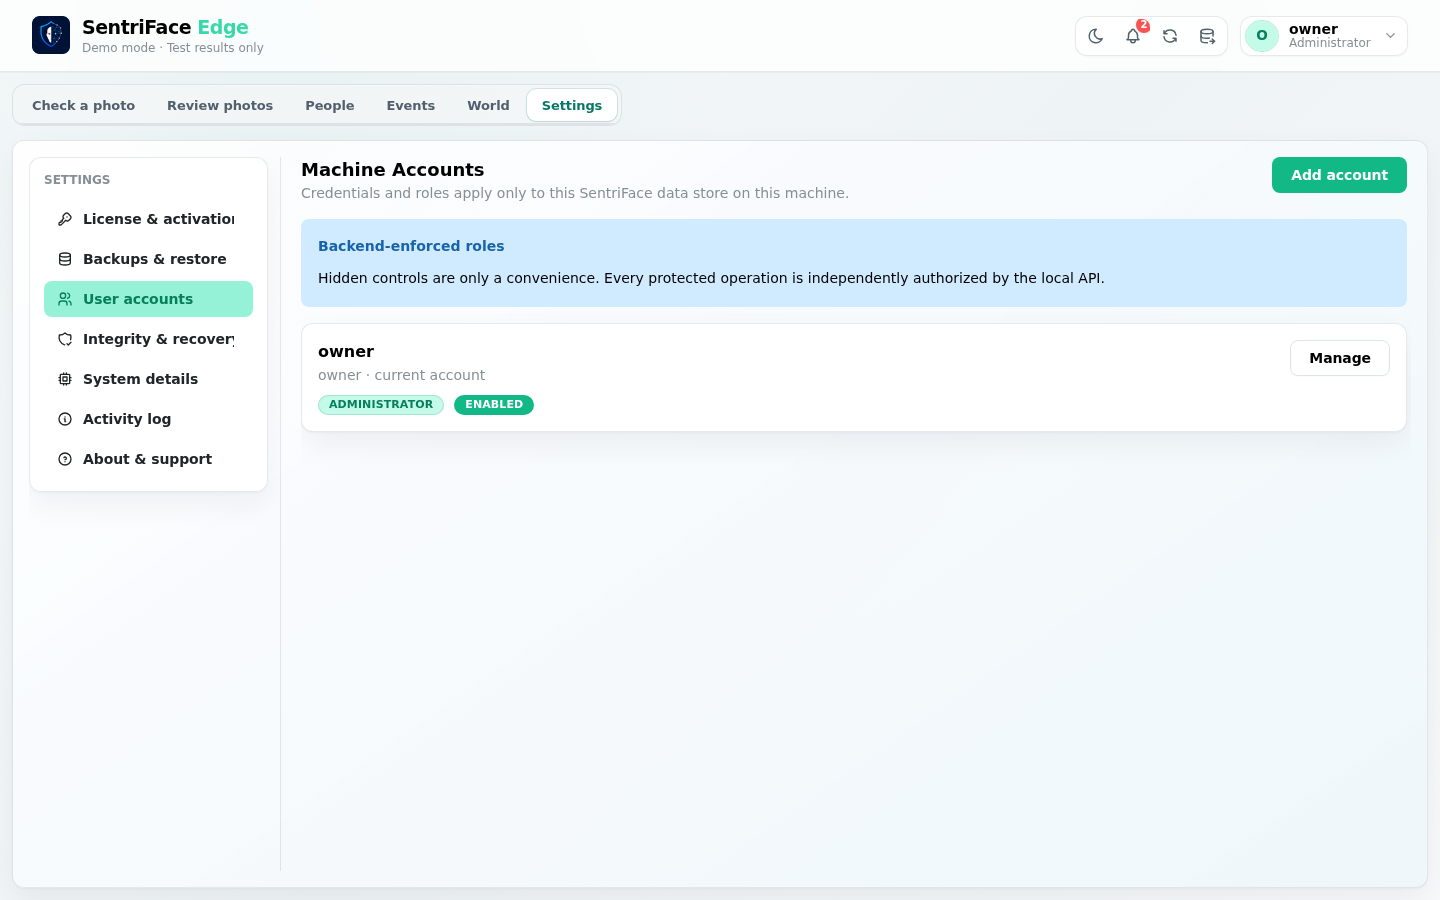 SentriFace Edge
Demo mode · Test results only
2
O
owner
Administrator
Check a photo
Review photos
People
Events
World
Settings
SETTINGS
License & activation
Backups & restore
User accounts
Integrity & recovery
System details
Activity log
About & support
Machine Accounts
Credentials and roles apply only to this SentriFace data store on this machine.
Add account
Backend-enforced roles
Hidden controls are only a convenience. Every protected operation is independently authorized by the local API.
owner
owner · current account
ADMINISTRATOR ENABLED
Manage